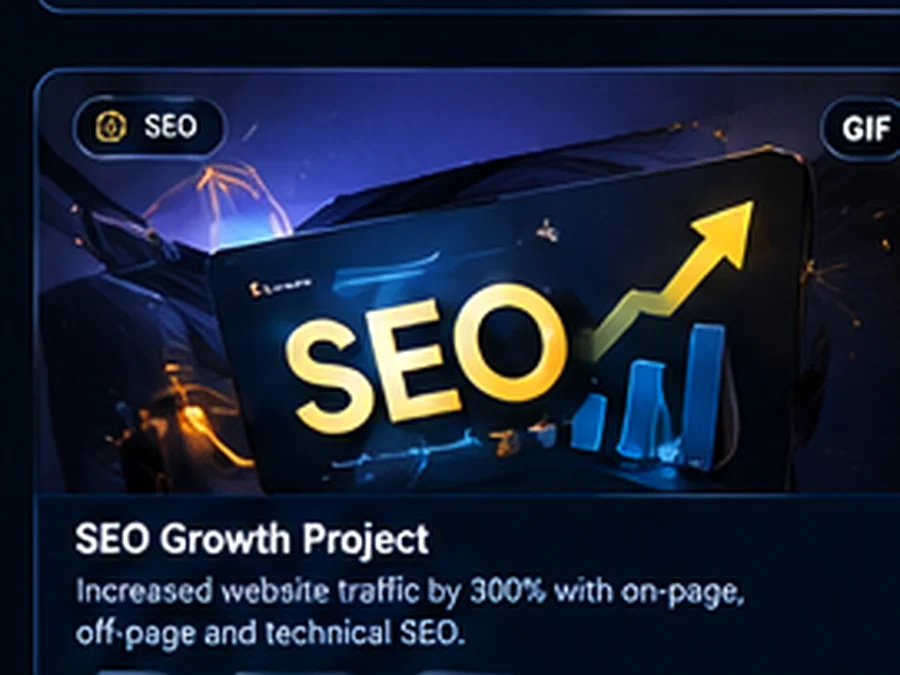 SEO
GIF
SEO
SEO Growth Project
Increased website traffic by 300% with on-page,
off-page and technical SEO.